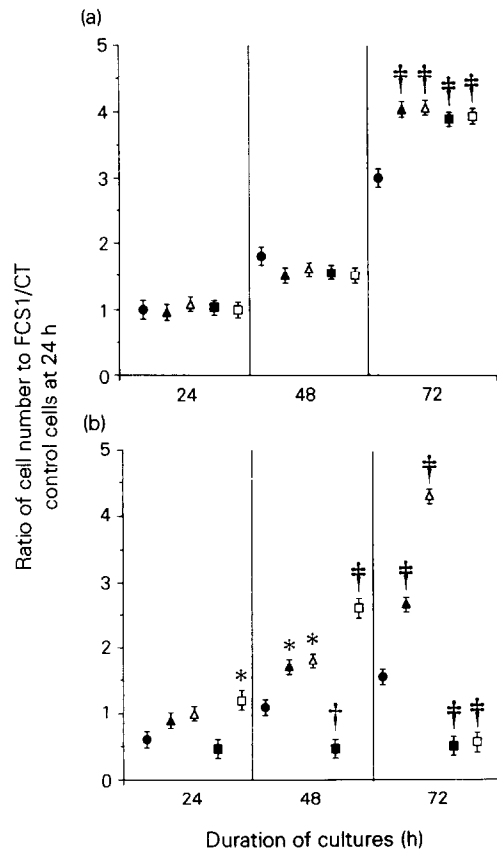 (a)
5
4
3
2
1
0
‡ ‡ ‡ ‡
24 48 72
(b)
5
4
3
2
1
0
* * * † ‡ ‡ ‡ ‡ ‡
24 48 72
Ratio of cell number to FCS1/CT
control cells at 24 h
Duration of cultures (h)